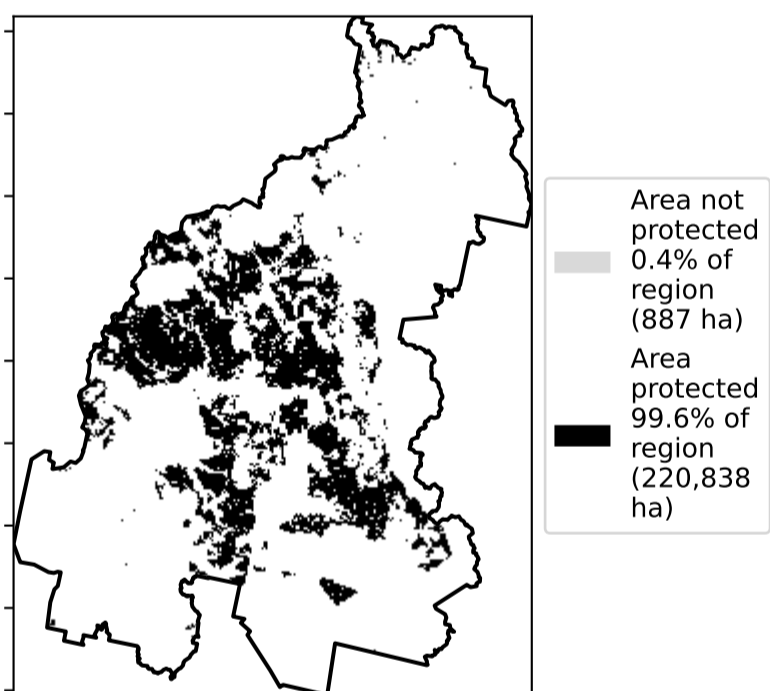 Area not
protected
0.4% of
region
(887 ha)
Area
protected
99.6% of
region
(220,838
ha)